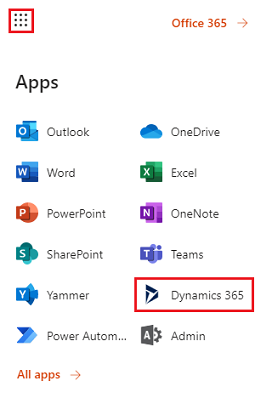 Office 365 →
Apps
Outlook OneDrive
Word Excel
PowerPoint OneNote
SharePoint Teams
Yammer Dynamics 365
Power Autom... Admin
All apps →